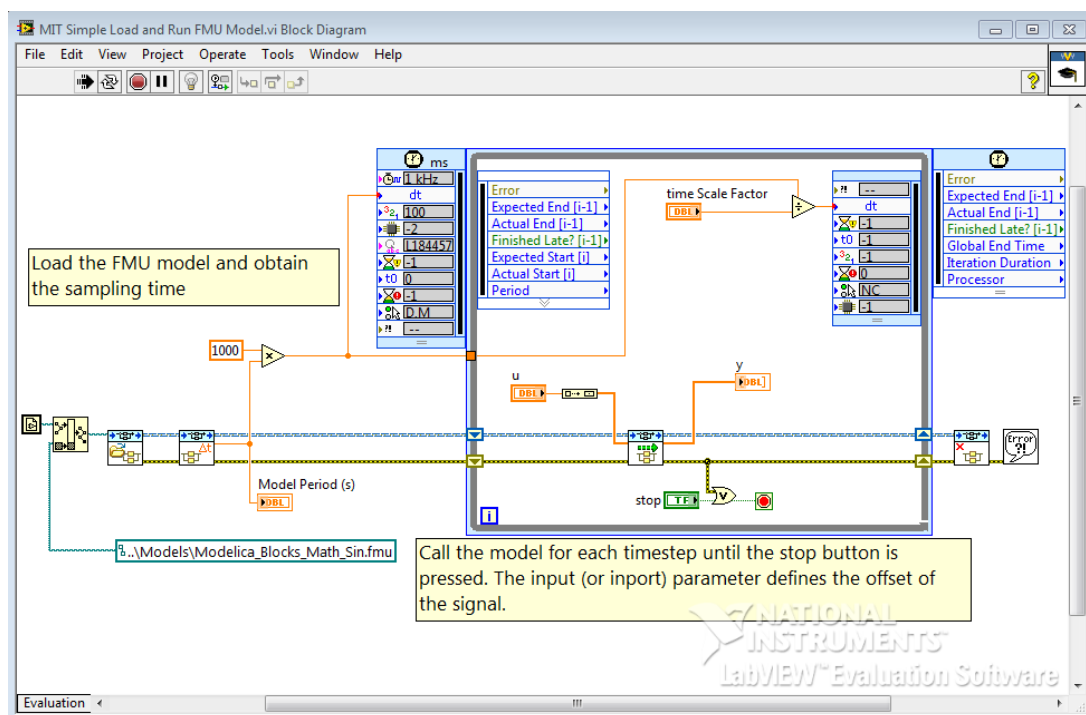 MIT Simple Load and Run FMU Model.vi Block Diagram
File Edit View Project Operate Tools Window Help
ms
1 kHz
dt
100
-2
L184457
-1
t0 0
-1
D.M
--
Error
Expected End [i-1]
Actual End [i-1]
Finished Late? [i-1]
Expected Start [i]
Actual Start [i]
Period
time Scale Factor
DBL
?! --
dt
-1
t0 -1
-1
0
NC
-1
Error
Expected End [i-1]
Actual End [i-1]
Finished Late? [i-1]
Global End Time
Iteration Duration
Processor
Load the FMU model and obtain
the sampling time
1000
u
DBL
y
DBL
Δt
Error
?!
Model Period (s)
DBL
stop TF
i
..\Models\Modelica_Blocks_Math_Sin.fmu
Call the model for each timestep until the stop button is
pressed. The input (or inport) parameter defines the offset of
the signal.
NATIONAL
INSTRUMENTS™
LabVIEW™ Evaluation Software
Evaluation